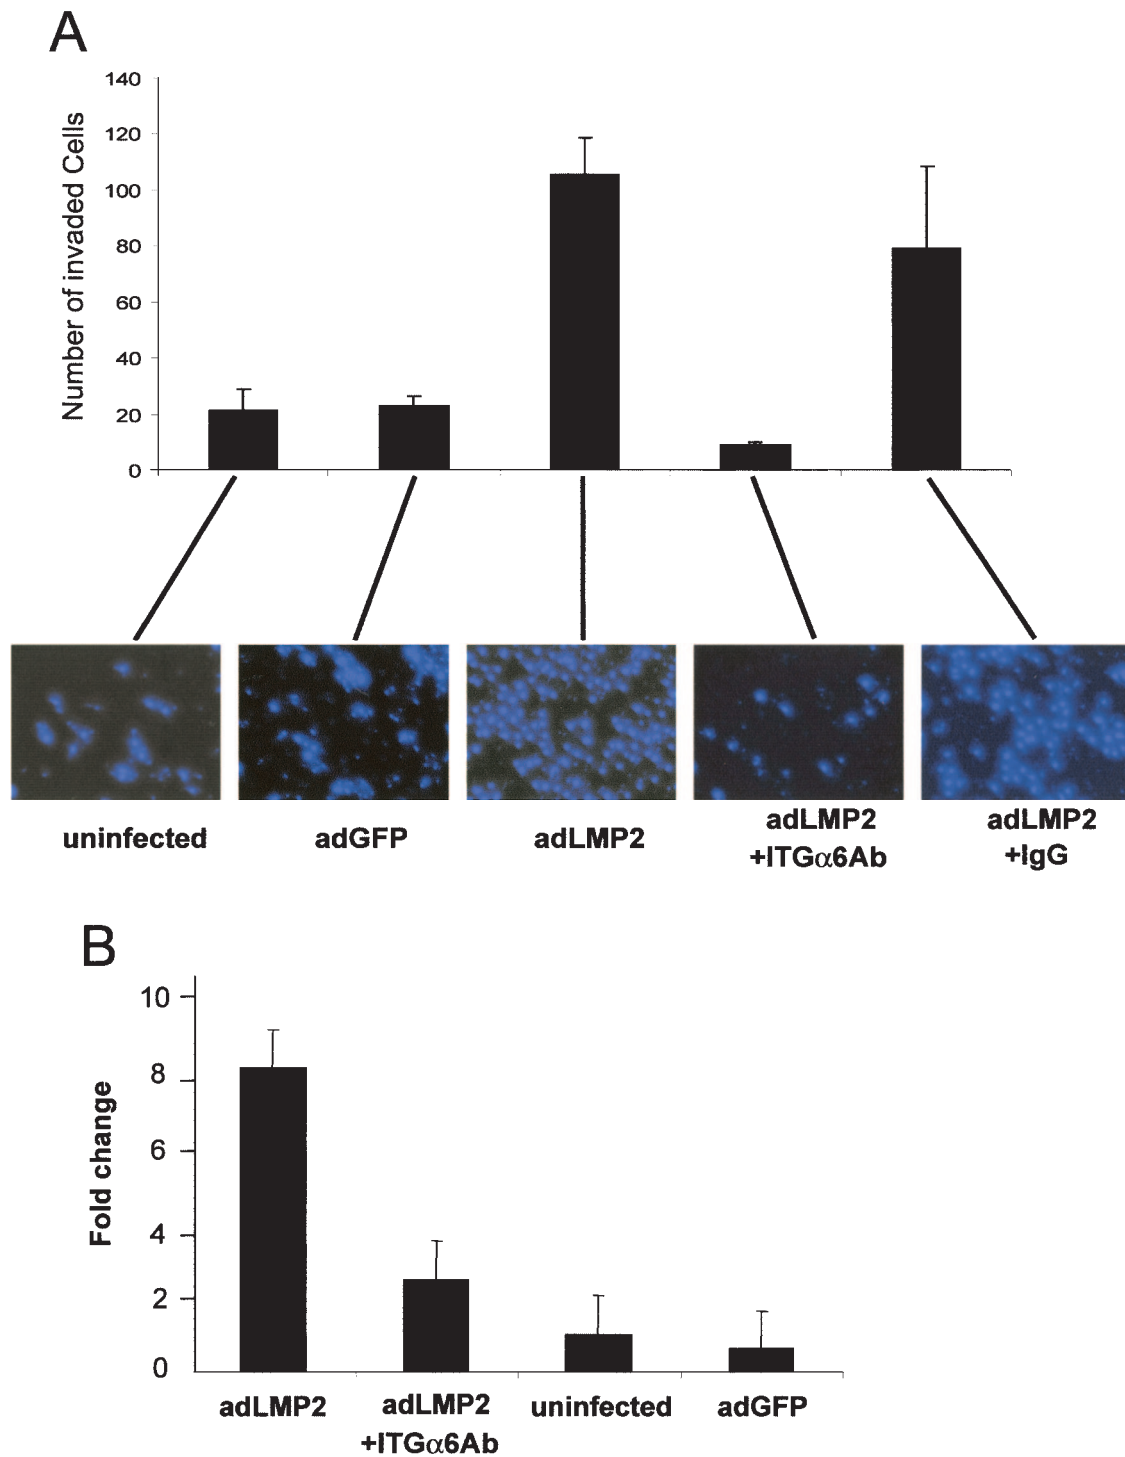 A
140
120
100
80
60
40
20
0
Number of invaded Cells
uninfected
adGFP
adLMP2
adLMP2
+ITGα6Ab
adLMP2
+IgG
B
10
8
6
4
2
0
Fold change
adLMP2
adLMP2
+ITGα6Ab
uninfected
adGFP